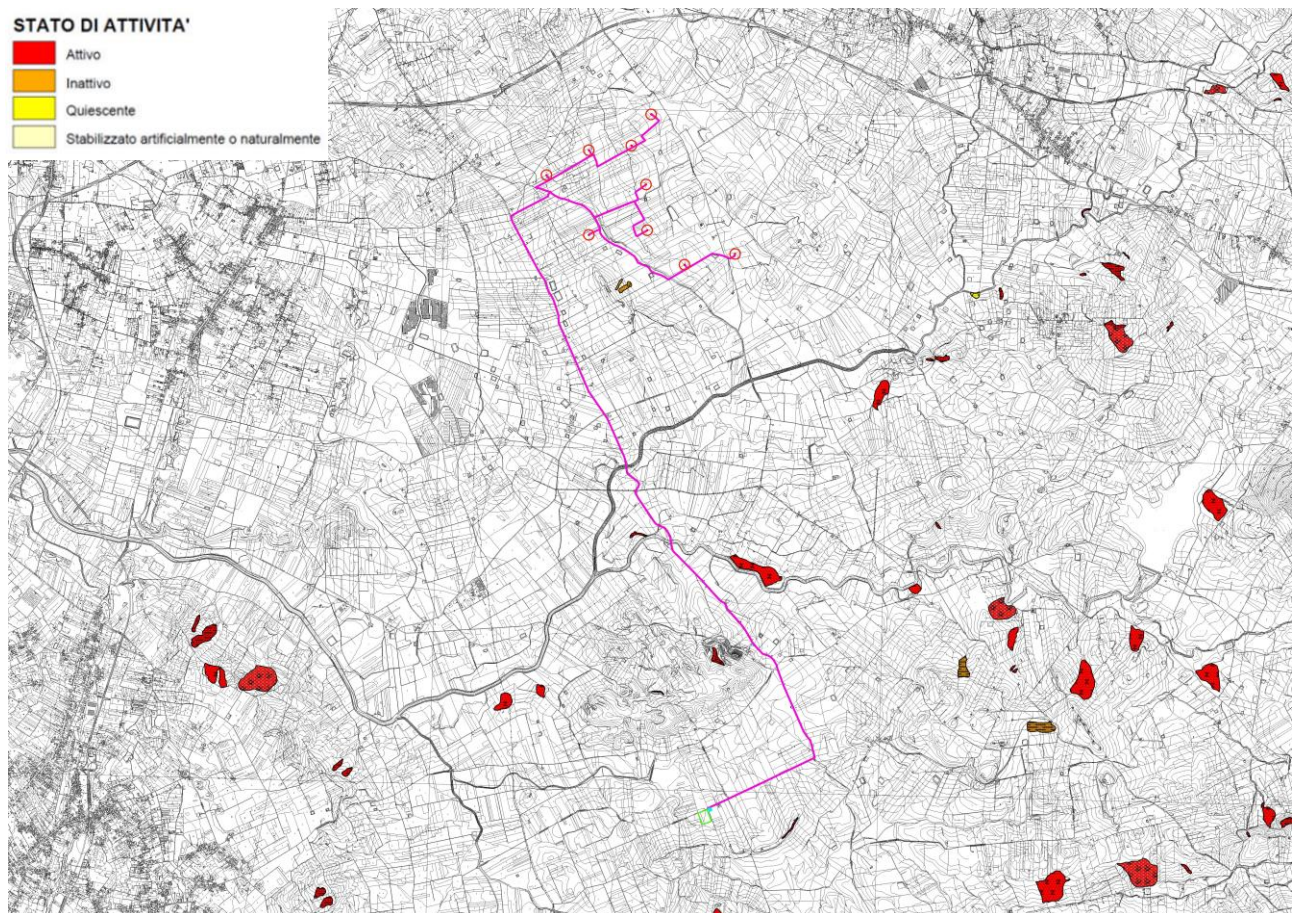 STATO DI ATTIVITA'
Attivo
Inattivo
Quiescente
Stabilizzato artificialmente o naturalmente